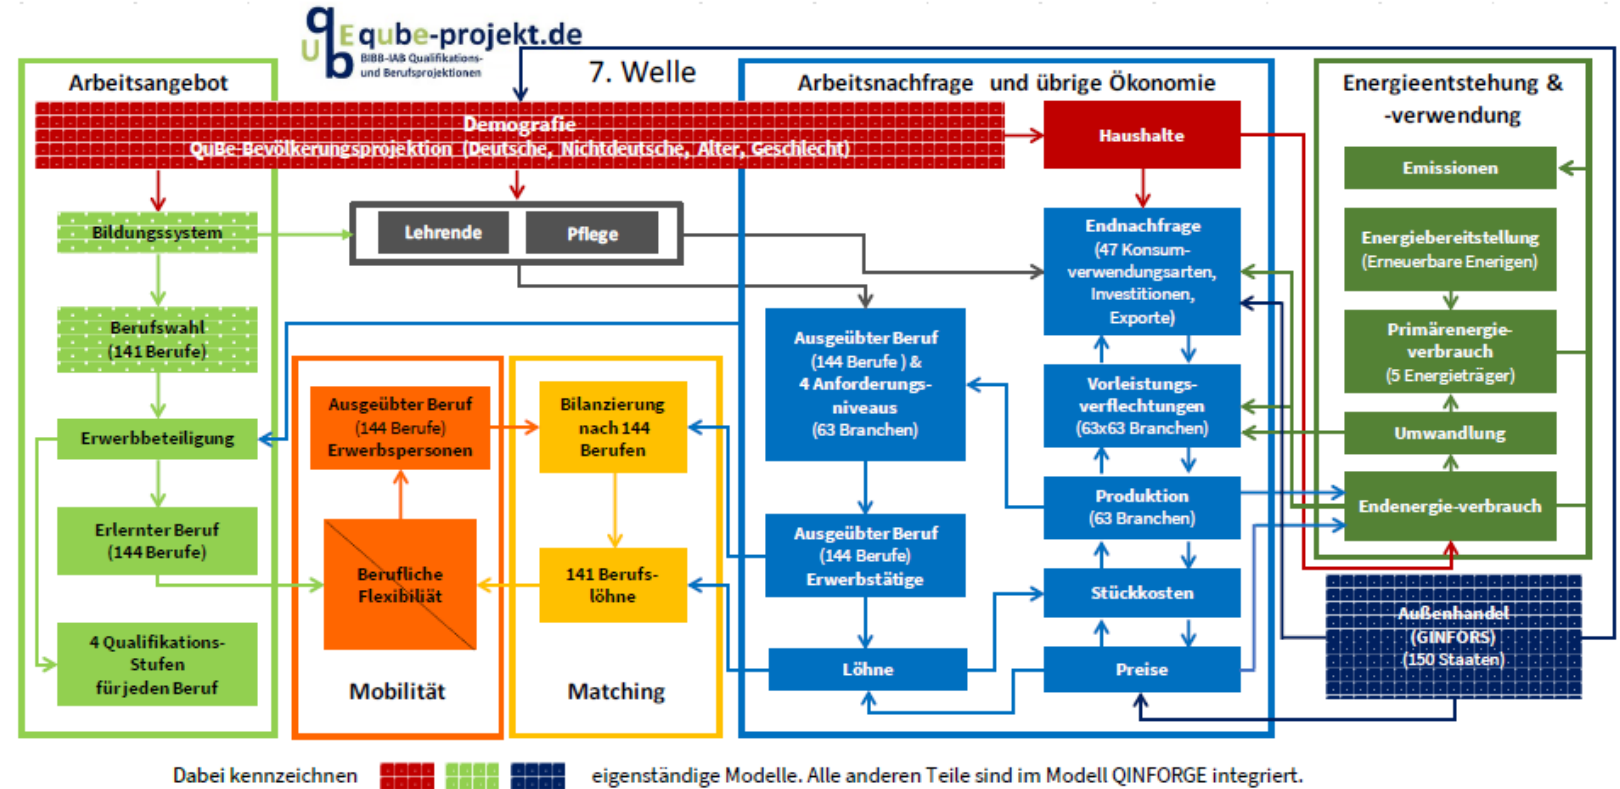 qube-projekt.de
BIBB-IAB Qualifikations-
und Berufsprojektionen
7. Welle
Arbeitsangebot
Demografie
QuBe-Bevölkerungsprojektion (Deutsche, Nichtdeutsche, Alter, Geschlecht)
Bildungssystem
Berufswahl
(141 Berufe)
Erwerbbeteiligung
Erlernter Beruf
(144 Berufe)
4 Qualifikations-
Stufen
für jeden Beruf
Lehrende
Pflege
Ausgeübter Beruf
(144 Berufe)
Erwerbspersonen
Berufliche
Flexibiliät
Mobilität
Bilanzierung
nach 144
Berufen
141 Berufs-
löhne
Matching
Arbeitsnachfrage und übrige Ökonomie
Haushalte
Endnachfrage
(47 Konsum-
verwendungsarten,
Investitionen,
Exporte)
Ausgeübter Beruf
(144 Berufe ) &
4 Anforderungs-
niveaus
(63 Branchen)
Vorleistungs-
verflechtungen
(63x63 Branchen)
Produktion
(63 Branchen)
Ausgeübter Beruf
(144 Berufe)
Erwerbstätige
Stückkosten
Löhne
Preise
Energieentstehung &
-verwendung
Emissionen
Energiebereitstellung
(Erneuerbare Enerigen)
Primärenergie-
verbrauch
(5 Energieträger)
Umwandlung
Endenergie-verbrauch
Außenhandel
(GINFORS)
(150 Staaten)
Dabei kennzeichnen eigenständige Modelle. Alle anderen Teile sind im Modell QINFORGE integriert.